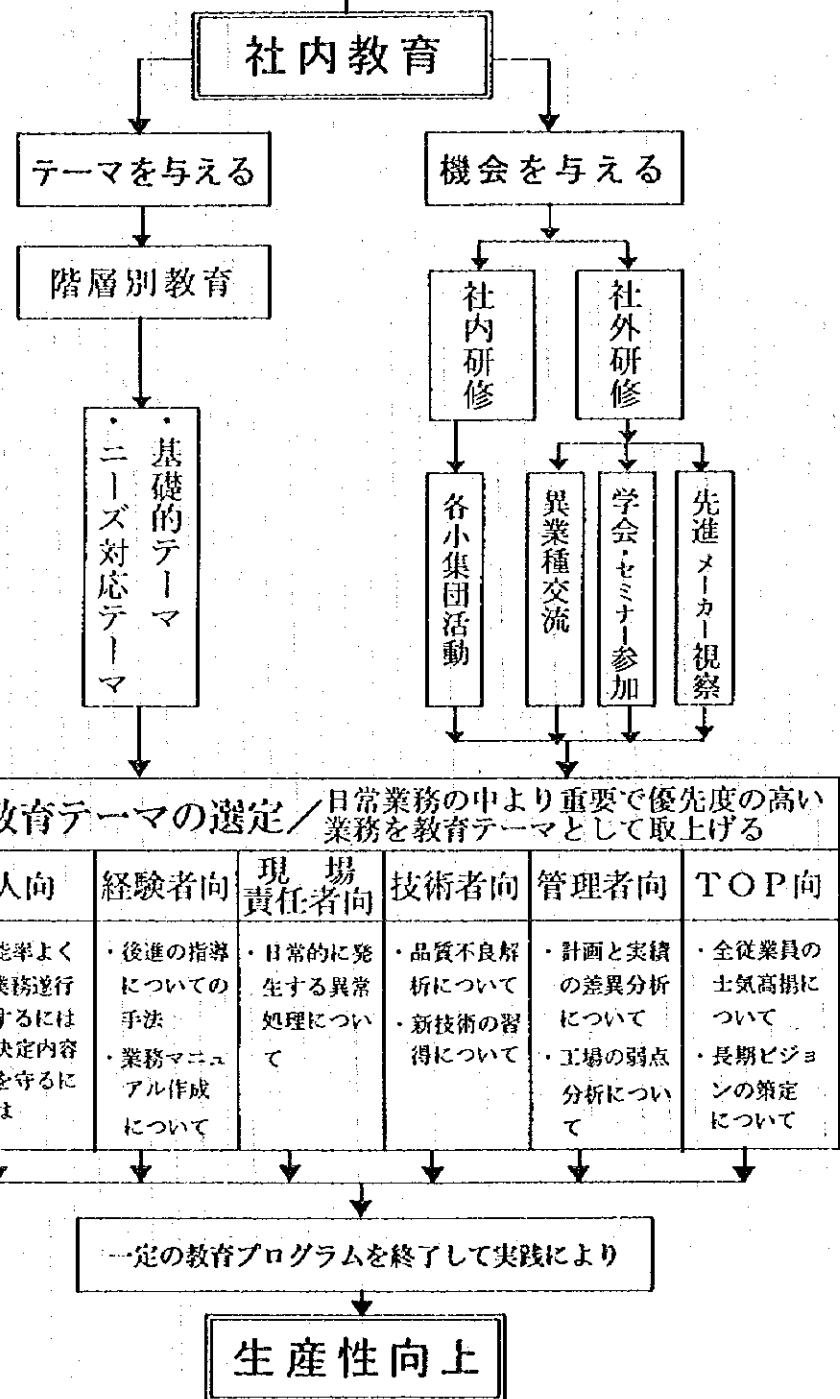 社内教育
テーマを与える
機会を与える
階層別教育
社内研修
社外研修
・基礎的テーマ
・ニーズ対応テーマ
各小集団活動
異業種交流
学会・セミナー参加
先進メーカー視察
教育テーマの選定／日常業務の中より重要で優先度の高い
業務を教育テーマとして取上げる
人向
能率よく
業務遂行
するには
決定内容
を守るに
は
経験者向
・後進の指導
についての
手法
・業務マニュ
アル作成
について
現場
責任者向
・日常的に発
生する異常
処理につい
て
技術者向
・品質不良解
析について
・新技術の習
得について
管理者向
・計画と実績
の差異分析
について
・工場の弱点
分析につい
て
TOP向
・全従業員の
士気高揚に
ついて
・長期ビジョ
ンの策定
について
一定の教育プログラムを終了して実践により
生産性向上